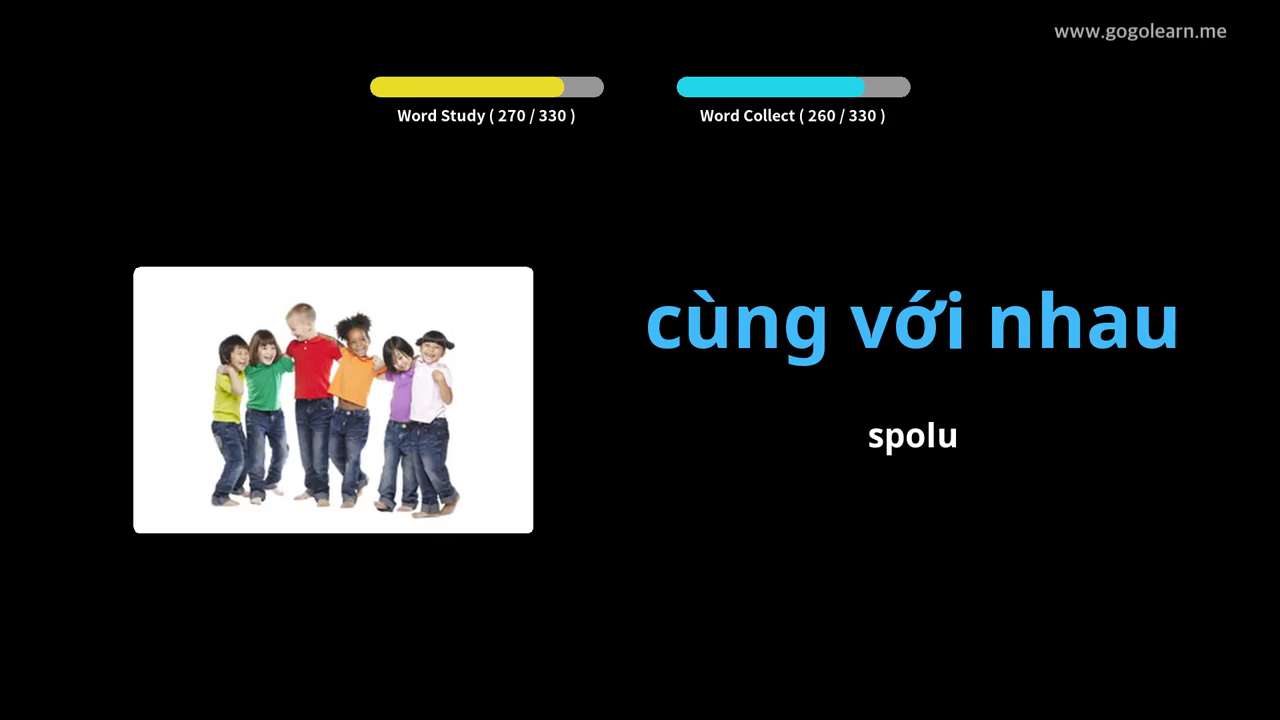 www.gogolearn.me
Word Study ( 270 / 330 )
Word Collect ( 260 / 330 )
cùng với nhau
spolu